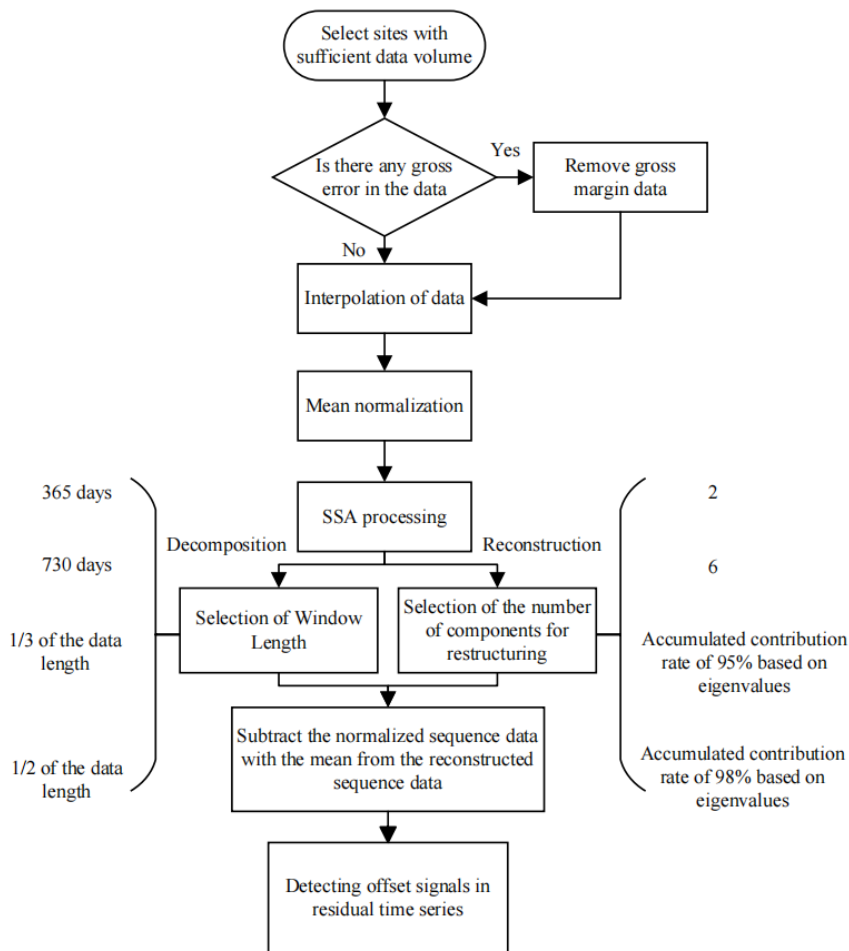 Select sites with
sufficient data volume
Is there any gross
error in the data
Yes
Remove gross
margin data
No
Interpolation of data
Mean normalization
SSA processing
Decomposition
Reconstruction
365 days
730 days
1/3 of the data
length
1/2 of the data
length
Selection of Window
Length
Selection of the number
of components for
restructuring
2
6
Accumulated contribution
rate of 95% based on
eigenvalues
Accumulated contribution
rate of 98% based on
eigenvalues
Subtract the normalized sequence data
with the mean from the reconstructed
sequence data
Detecting offset signals in
residual time series